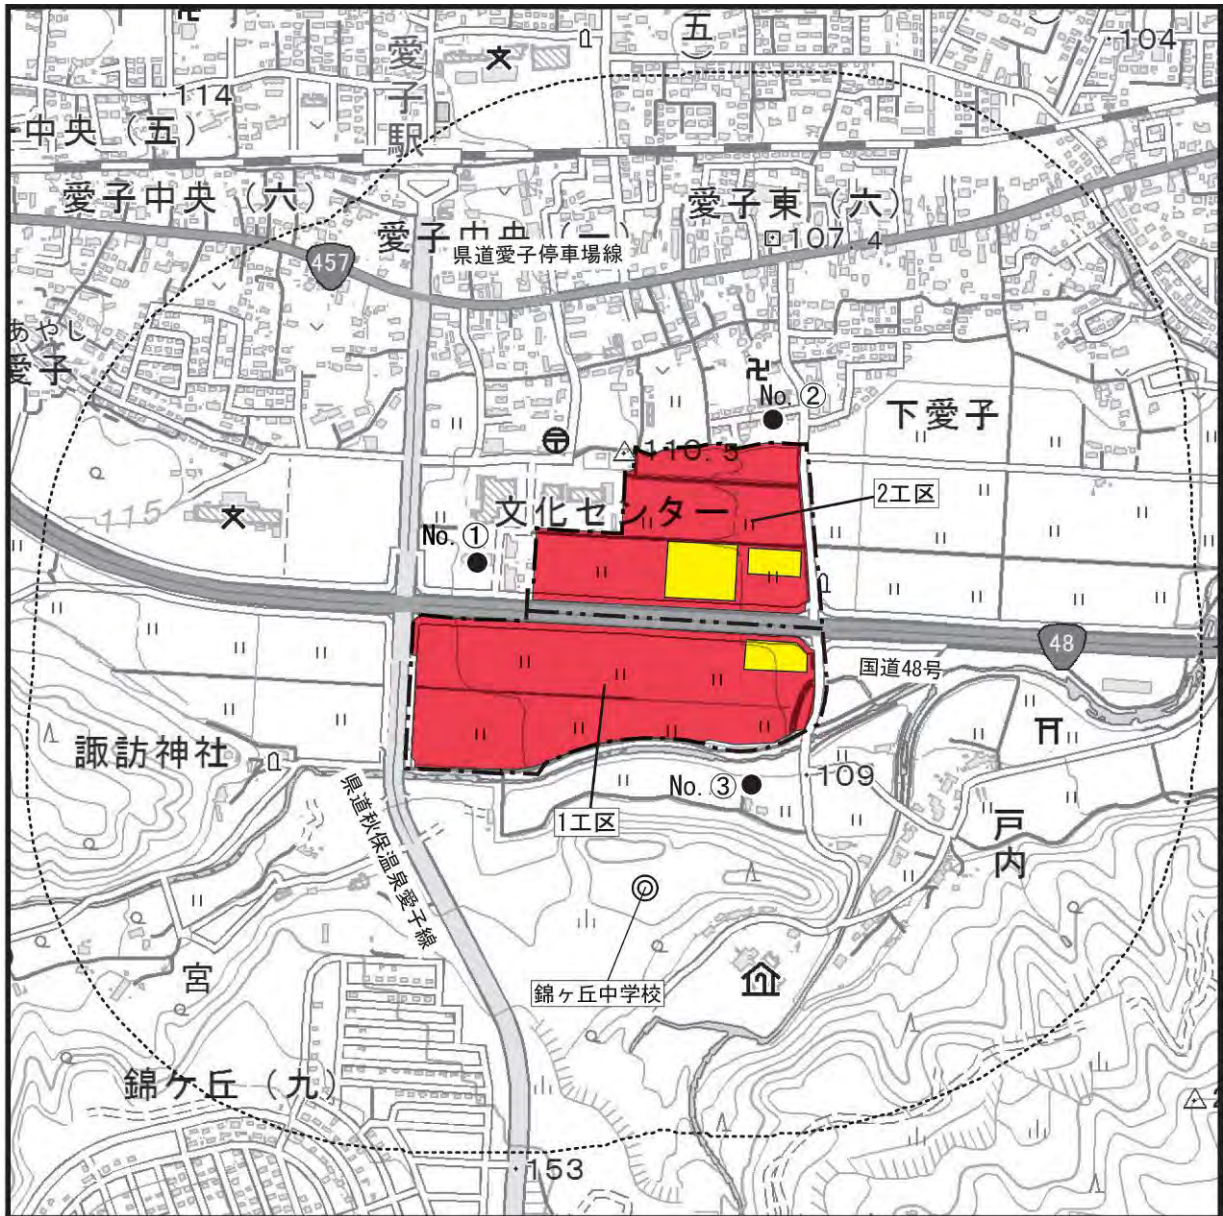 五
104
愛子駅
114
中央（五）
愛子中央（六）
愛子東（六）
愛子中央（一）
107.4
県道愛子停車場線
457
あやし
愛子
No.②
下愛子
110.5
2工区
115
文化センター
No.①
48
国道48号
諏訪神社
No.③
109
県道秋保温泉愛子線
1工区
戸内
宮
錦ヶ丘中学校
錦ケ丘（九）
153